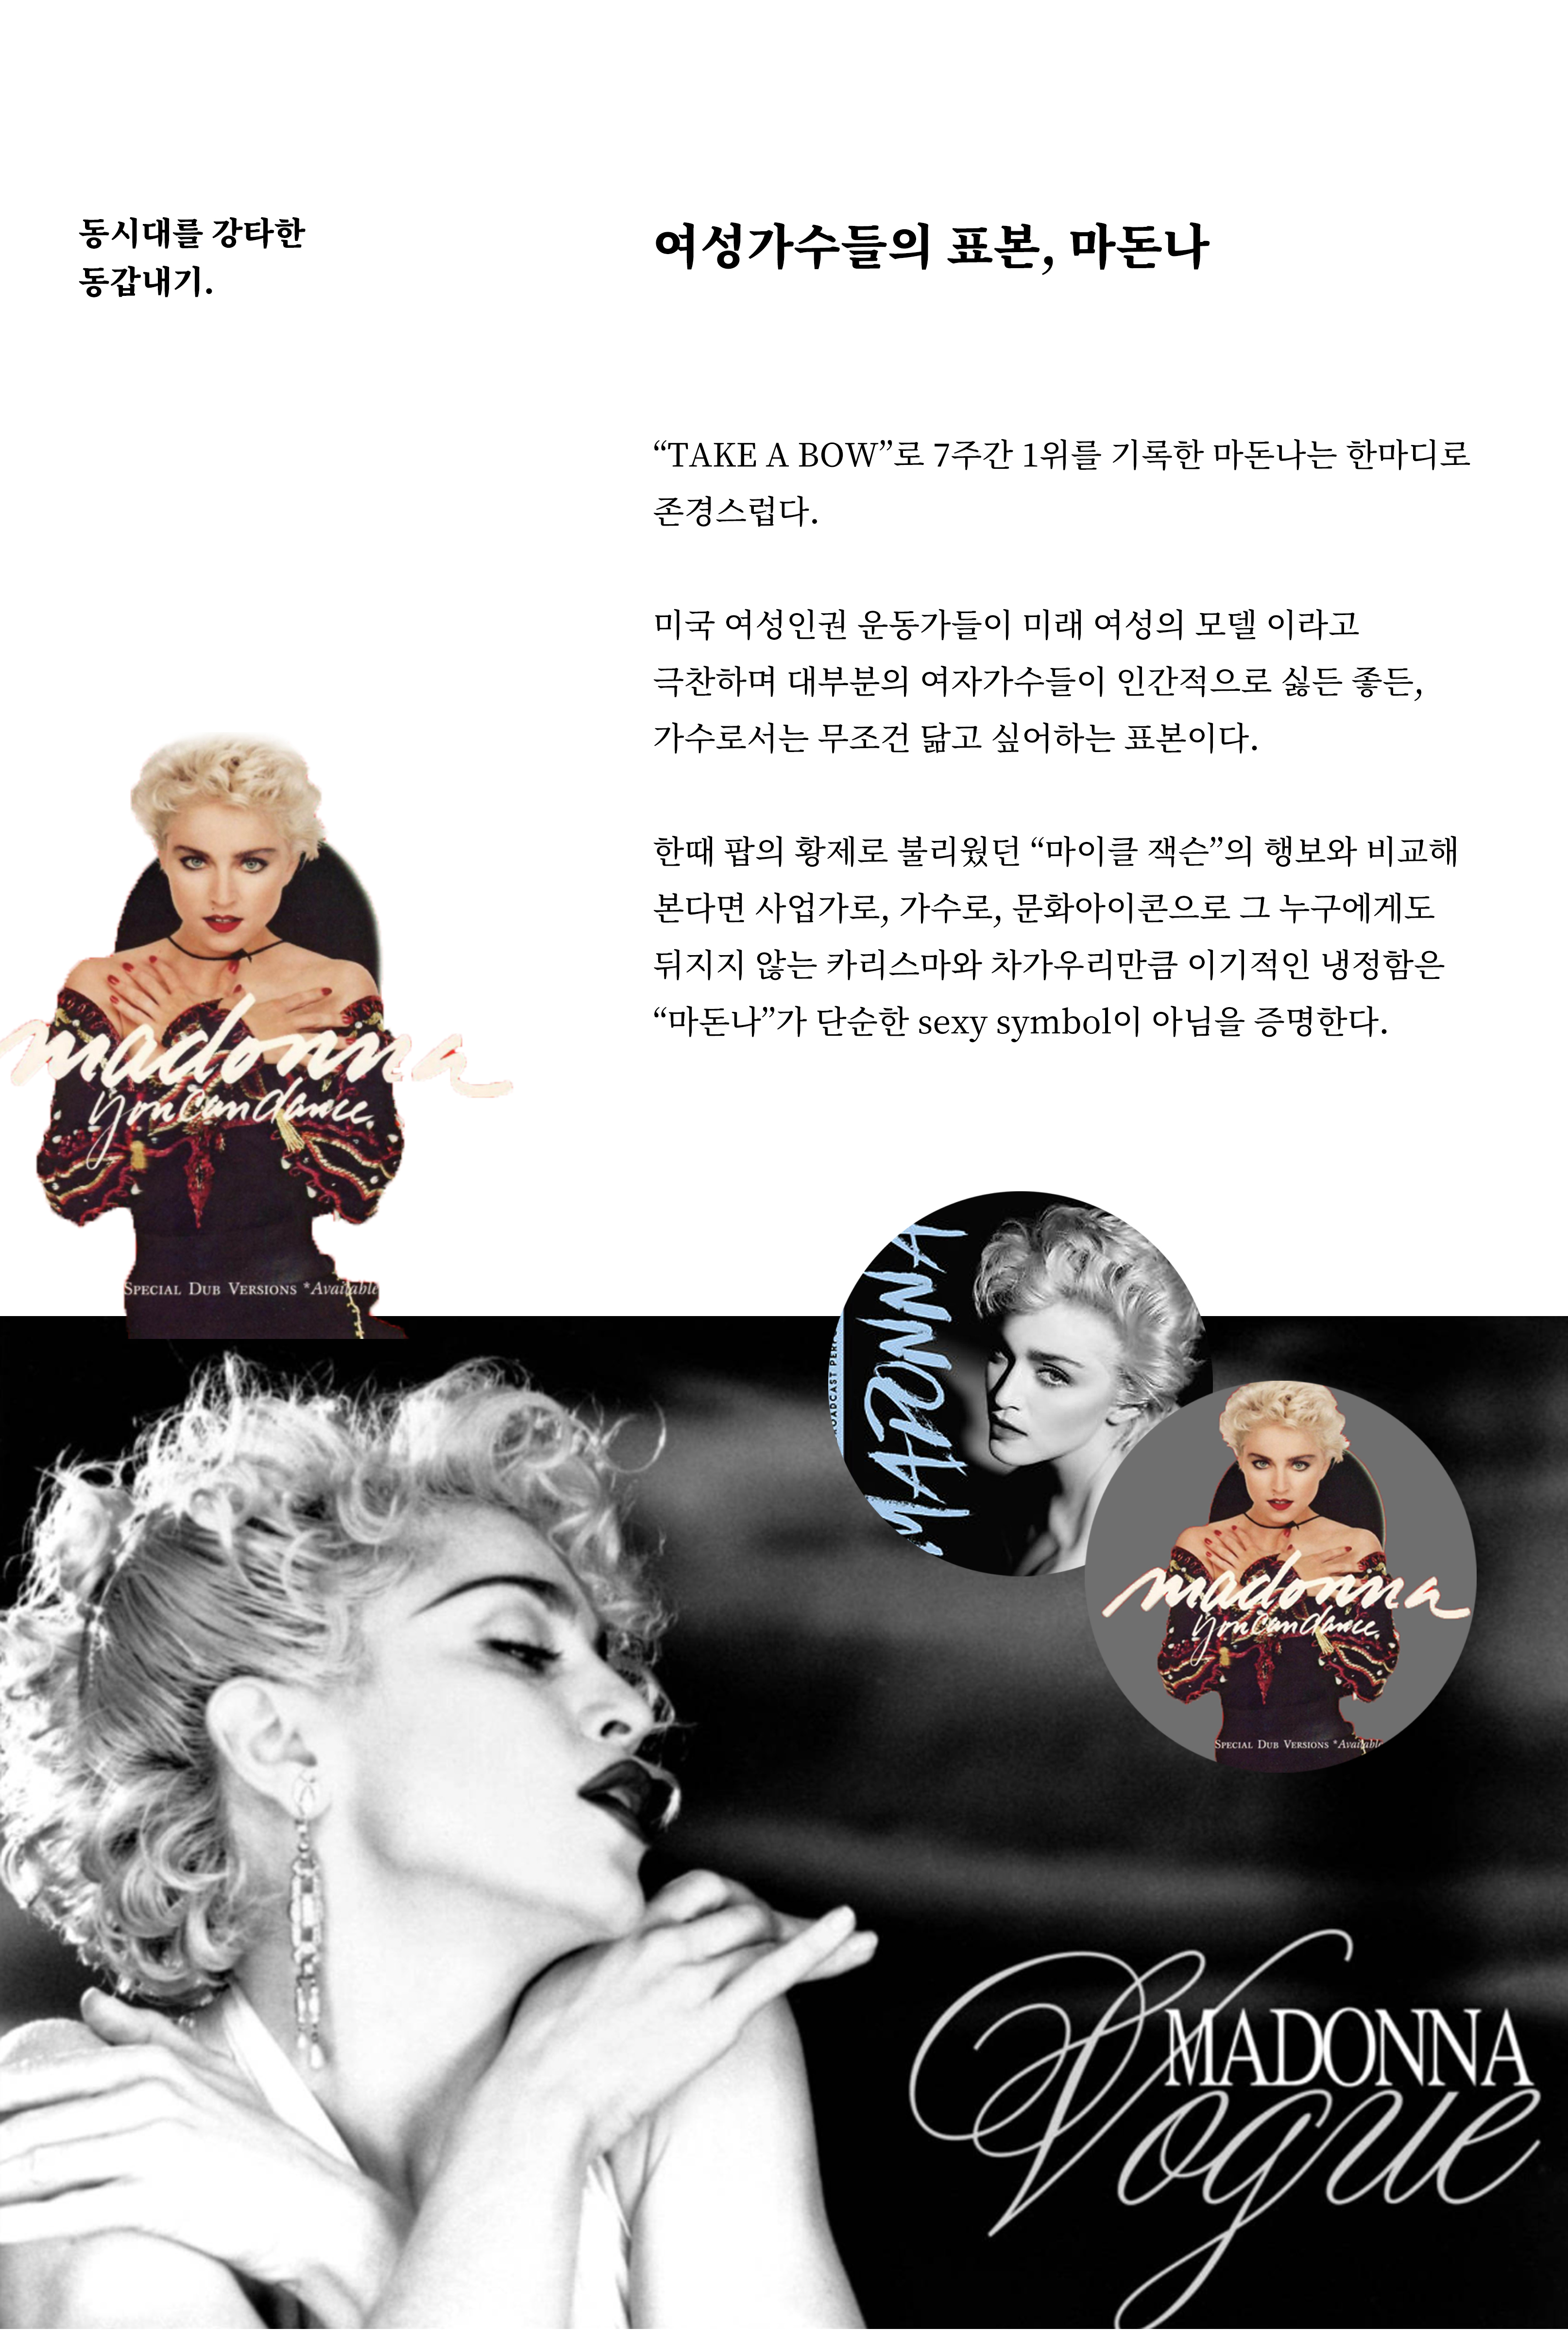 동시대를 강타한
동갑내기.
여성가수들의 표본, 마돈나
“TAKE A BOW”로 7주간 1위를 기록한 마돈나는 한마디로
존경스럽다.
미국 여성인권 운동가들이 미래 여성의 모델 이라고
극찬하며 대부분의 여자가수들이 인간적으로 싫든 좋든,
가수로서는 무조건 닮고 싶어하는 표본이다.
한때 팝의 황제로 불리웠던 “마이클 잭슨”의 행보와 비교해
본다면 사업가로, 가수로, 문화아이콘으로 그 누구에게도
뒤지지 않는 카리스마와 차가우리만큼 이기적인 냉정함은
“마돈나”가 단순한 sexy symbol이 아님을 증명한다.
madonna
you can dance
SPECIAL DUB VERSIONS *Available
MADONNA
madonna
you can dance
SPECIAL DUB VERSIONS *Availabl
MADONNA
Vogue